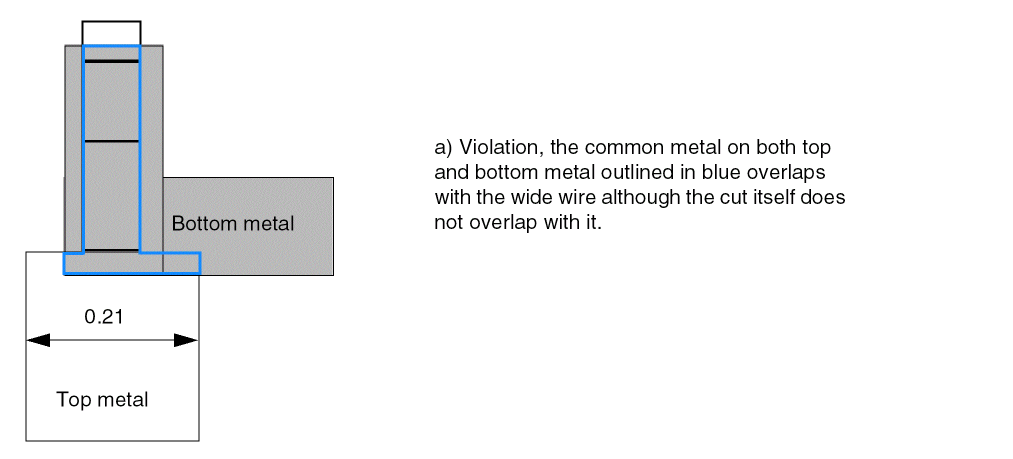 a) Violation, the common metal on both top
and bottom metal outlined in blue overlaps
with the wide wire although the cut itself does
not overlap with it.
Bottom metal
0.21
Top metal